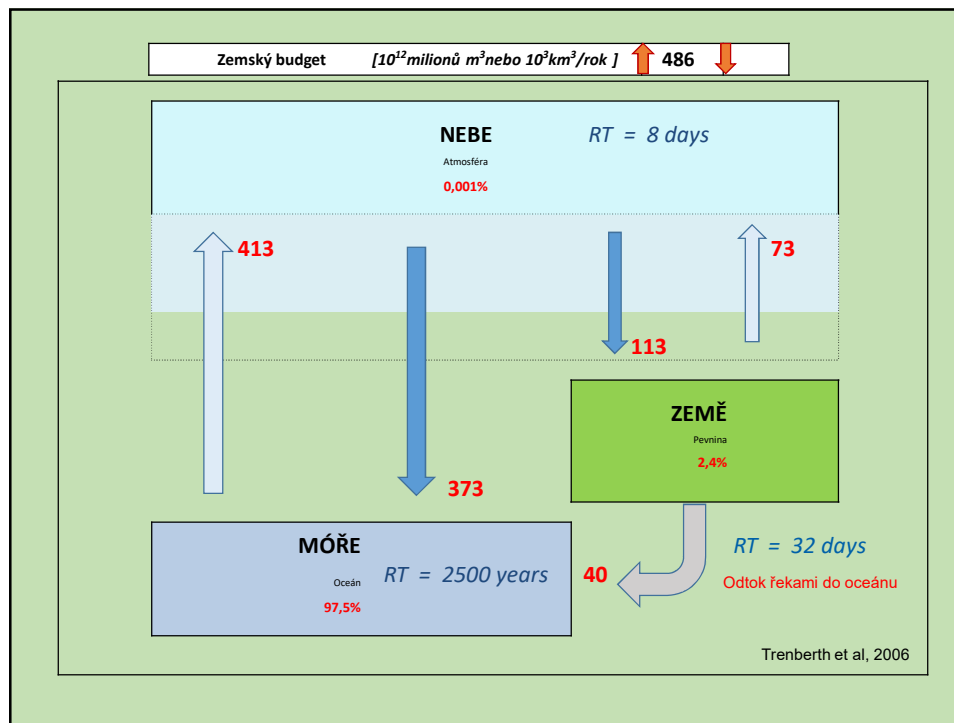 Zemský budget [10¹²milionů m³nebo 10³km³/rok ] 486
NEBE RT = 8 days
Atmosféra
0,001%
413 73
113
ZEMĚ
Pevnina
2,4%
373
MÓŘE
Oceán RT = 2500 years
97,5%
40 RT = 32 days
Odtok řekami do oceánu
Trenberth et al, 2006